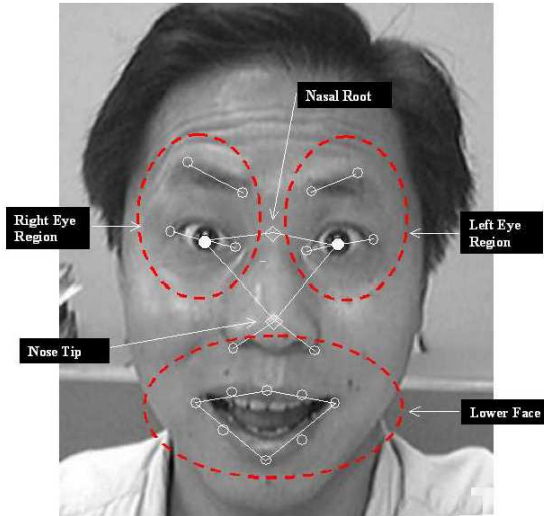 Nasal Root
Right Eye
Region
Left Eye
Region
Nose Tip
Lower Face